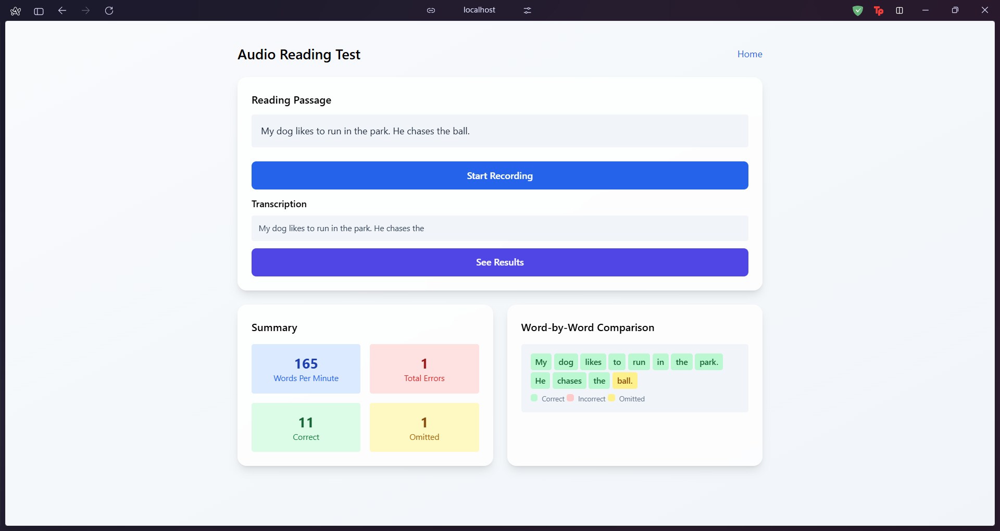 localhost
Tp
Audio Reading Test
Home
Reading Passage
My dog likes to run in the park. He chases the ball.
Start Recording
Transcription
My dog likes to run in the park. He chases the
See Results
Summary
165
Words Per Minute
1
Total Errors
11
Correct
1
Omitted
Word-by-Word Comparison
My dog likes to run in the park.
He chases the ball.
Correct Incorrect Omitted